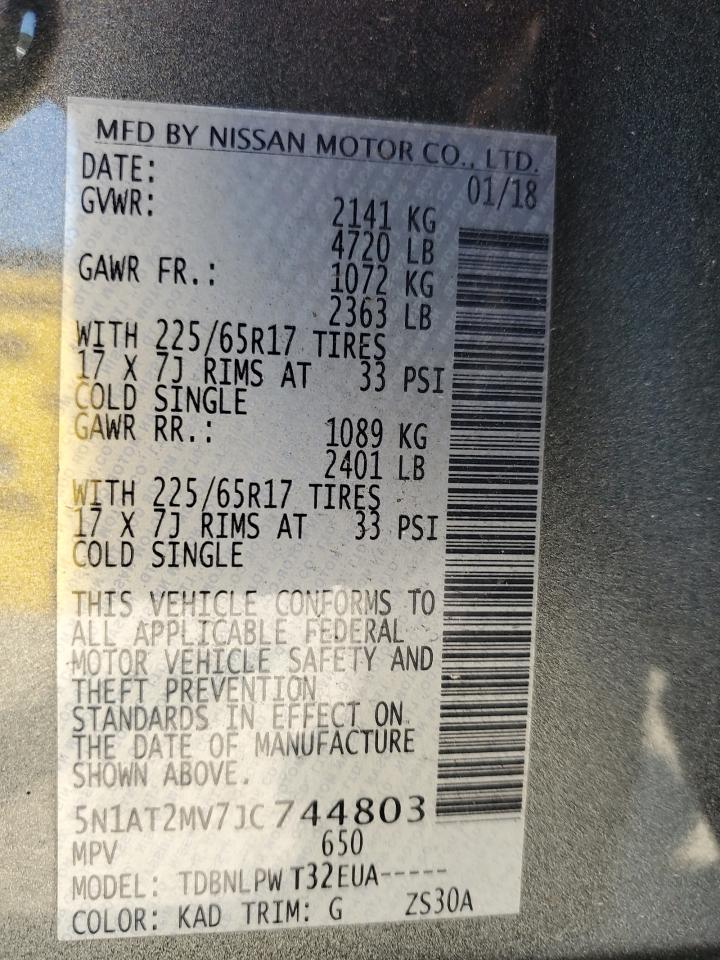 MFD BY NISSAN MOTOR CO., LTD.
DATE: 01/18
GVWR: 2141 KG
4720 LB
GAWR FR.: 1072 KG
2363 LB
WITH 225/65R17 TIRES
17 X 7J RIMS AT 33 PSI
COLD SINGLE
GAWR RR.: 1089 KG
2401 LB
WITH 225/65R17 TIRES
17 X 7J RIMS AT 33 PSI
COLD SINGLE
THIS VEHICLE CONFORMS TO
ALL APPLICABLE FEDERAL
MOTOR VEHICLE SAFETY AND
THEFT PREVENTION
STANDARDS IN EFFECT ON
THE DATE OF MANUFACTURE
SHOWN ABOVE.
5N1AT2MV7JC744803
MPV 650
MODEL: TDBNLPWT32EUA-----
COLOR: KAD TRIM: G ZS30A